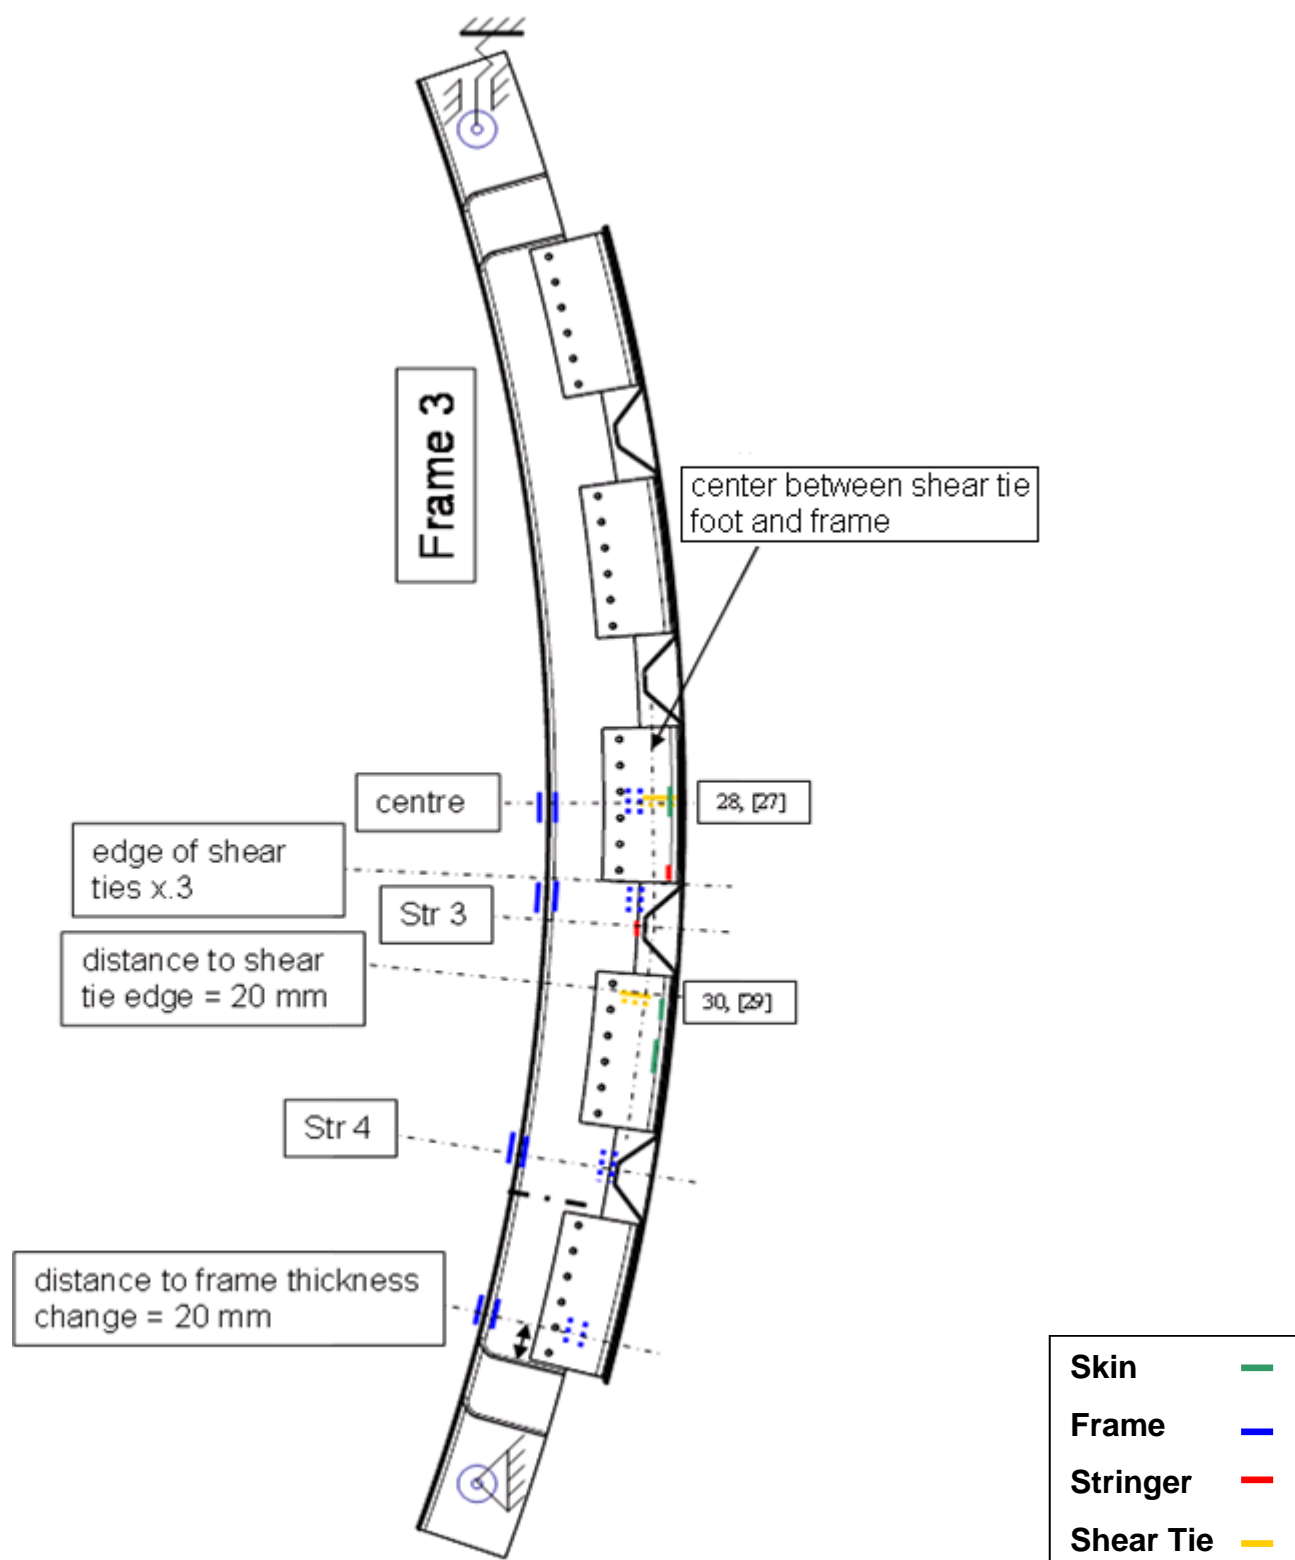 Frame 3
center between shear tie
foot and frame
centre
28, [27]
edge of shear
ties x.3
Str 3
distance to shear
tie edge = 20 mm
30, [29]
Str 4
distance to frame thickness
change = 20 mm
Skin
Frame
Stringer
Shear Tie